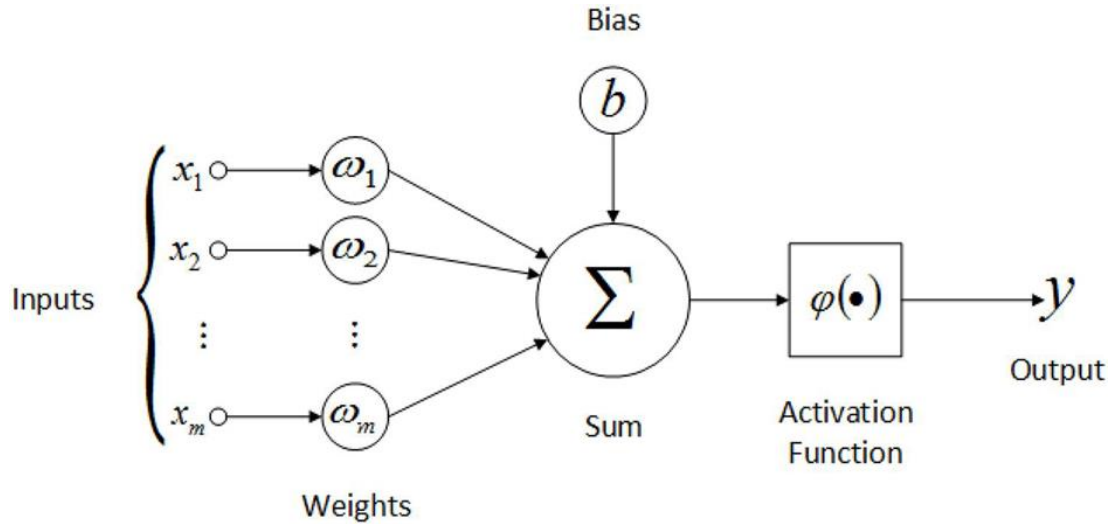 Bias
b
x₁
ω₁
x₂
ω₂
Inputs
Σ
φ(•)
y
⋮
⋮
Output
xₘ
ωₘ
Sum
Activation
Function
Weights